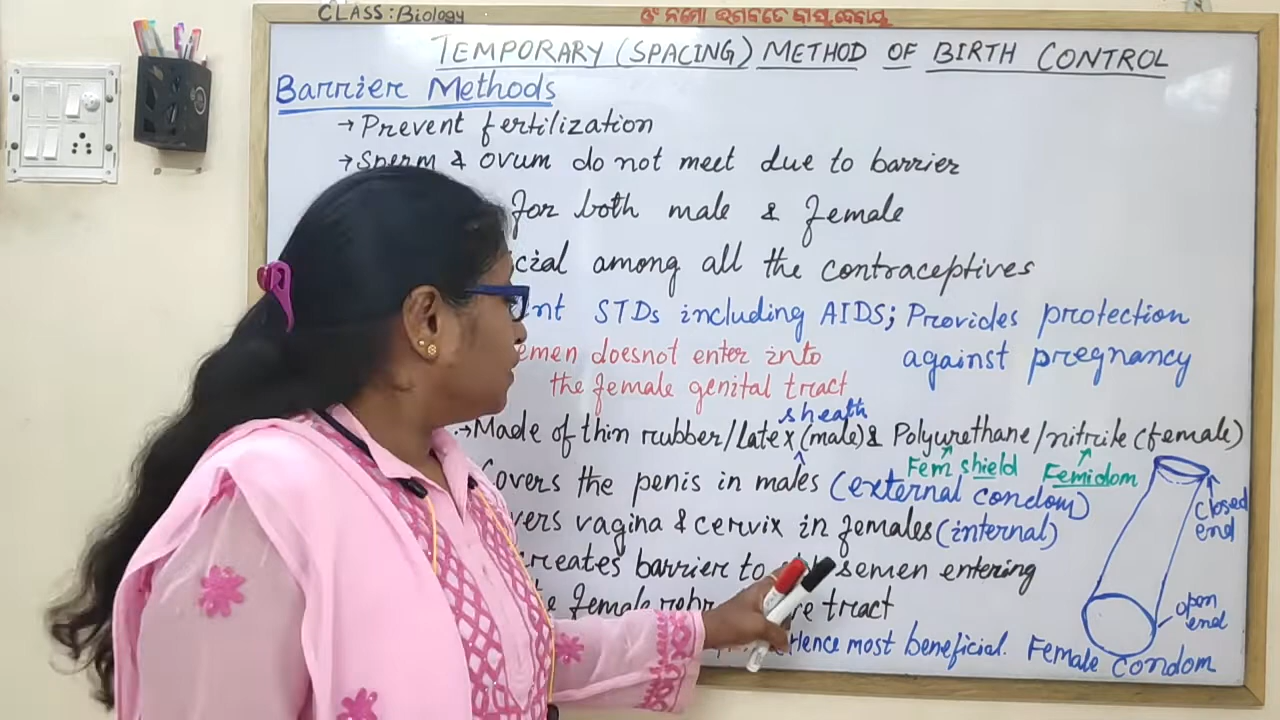 CLASS: Biology
ଓଁ ନମୋ ଭଗବତେ ବାସୁଦେବାୟ
TEMPORARY (SPACING) METHOD OF BIRTH CONTROL
Barrier Methods
→ Prevent fertilization
→ Sperm & ovum do not meet due to barrier
for both male & female
among all the contraceptives
STDs including AIDS; Provides protection
against pregnancy
doesnot enter into
the female genital tract
sheath
→ Made of thin rubber/Latex (male) & Polyurethane/nitrile (female)
Fem shield Femidom
Covers the penis in males (external condom)
vagina & cervix in females (internal)
creates barrier to semen entering
female tract
Hence most beneficial.
closed end
open end
Female Condom